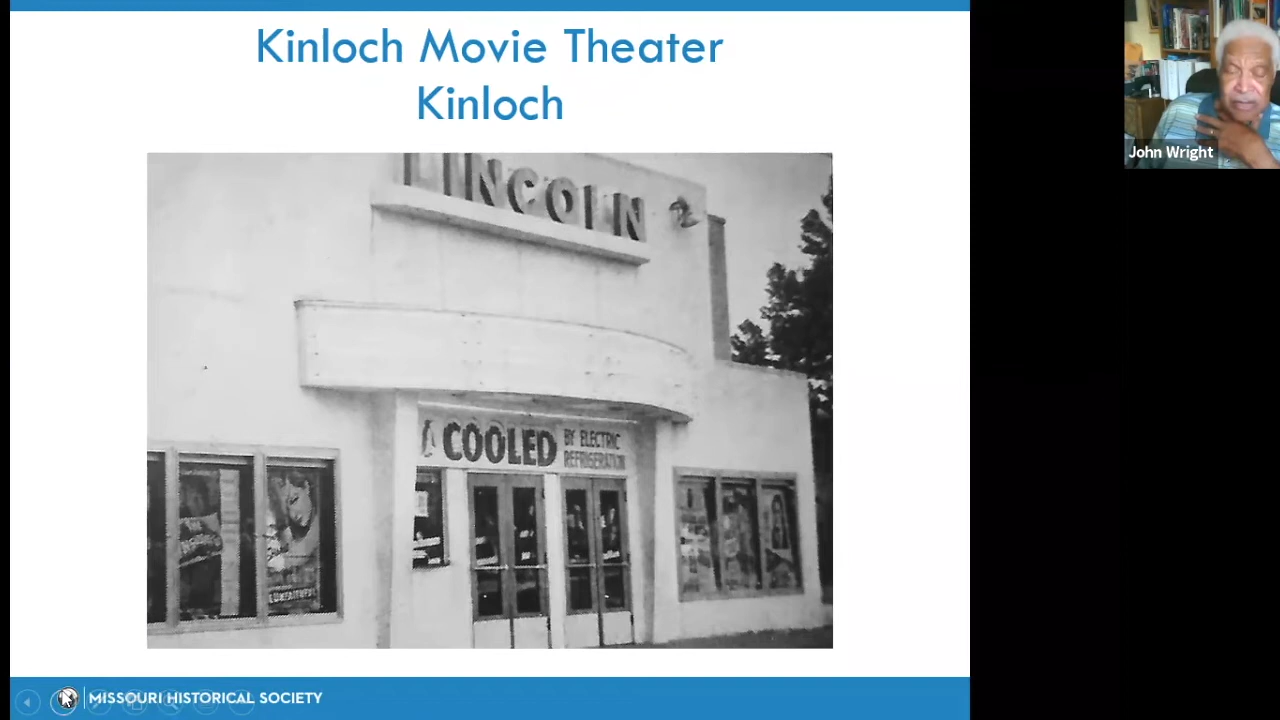 Kinloch Movie Theater
Kinloch
LINCOLN
COOLED
BY ELECTRIC
REFRIGERATION
MISSOURI HISTORICAL SOCIETY
John Wright